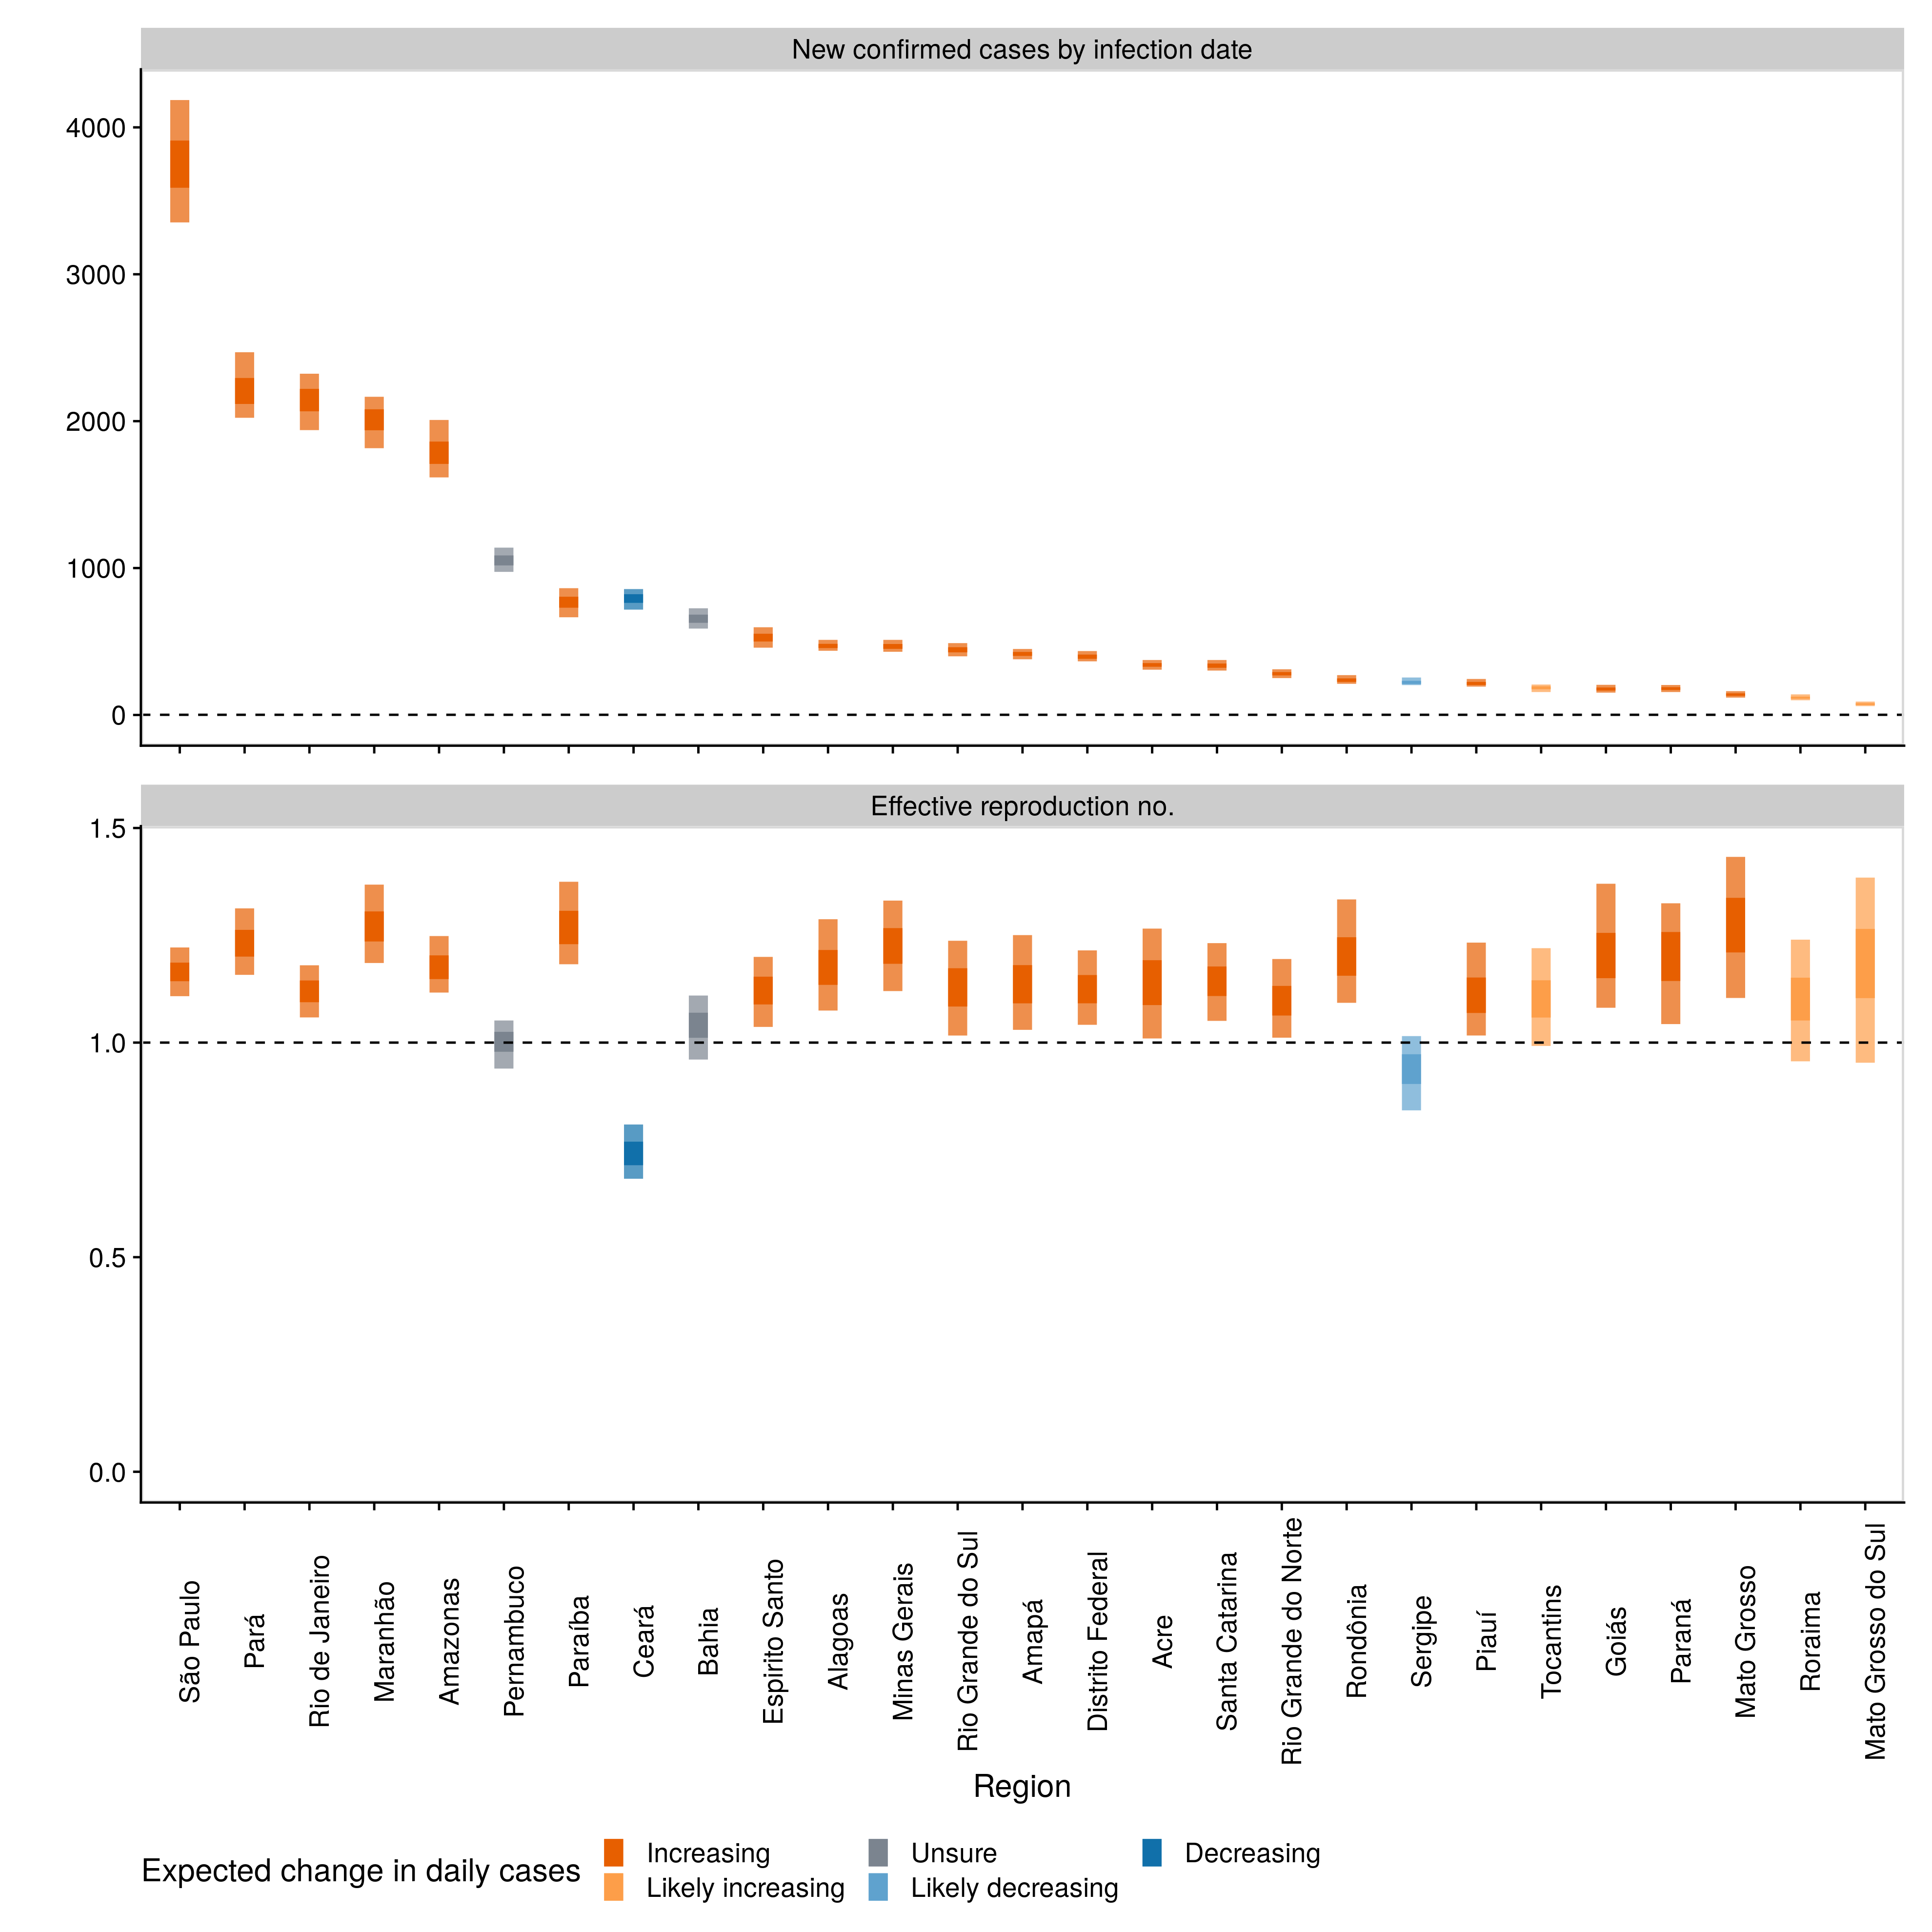 New confirmed cases by infection date
4000
3000
2000
1000
0
Effective reproduction no.
1.5
1.0
0.5
0.0
São Paulo
Pará
Rio de Janeiro
Maranhão
Amazonas
Pernambuco
Paraíba
Ceará
Bahia
Espirito Santo
Alagoas
Minas Gerais
Rio Grande do Sul
Amapá
Distrito Federal
Acre
Santa Catarina
Rio Grande do Norte
Rondônia
Sergipe
Piauí
Tocantins
Goiás
Paraná
Mato Grosso
Roraima
Mato Grosso do Sul
Region
Expected change in daily cases
Increasing
Likely increasing
Unsure
Likely decreasing
Decreasing